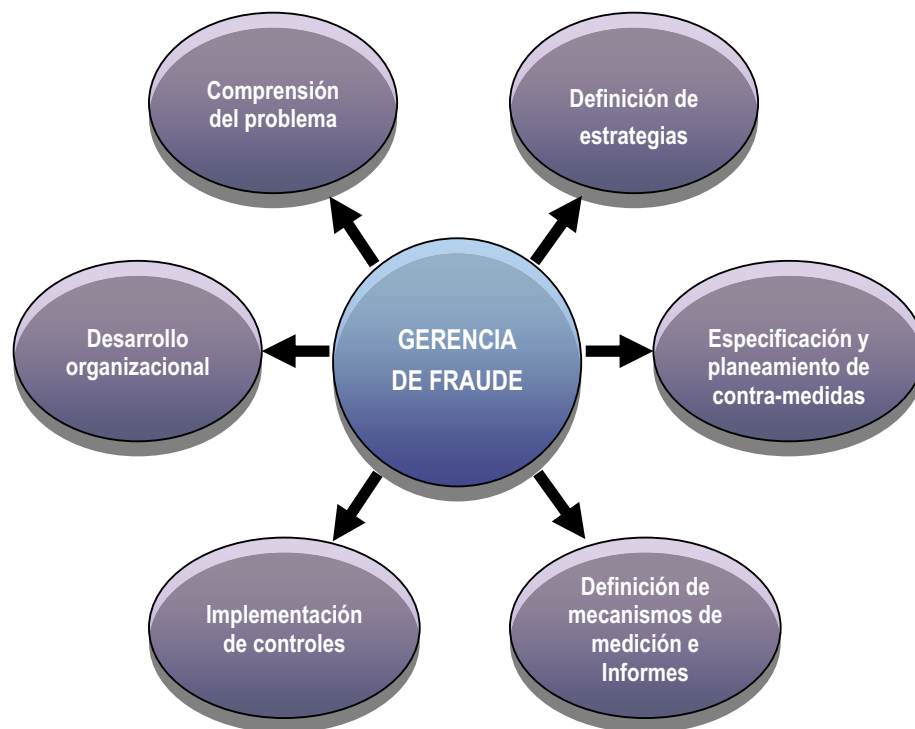 Comprensión
del problema
Definición de
estrategias
Desarrollo
organizacional
GERENCIA
DE FRAUDE
Especificación y
planeamiento de
contra-medidas
Implementación
de controles
Definición de
mecanismos de
medición e
Informes